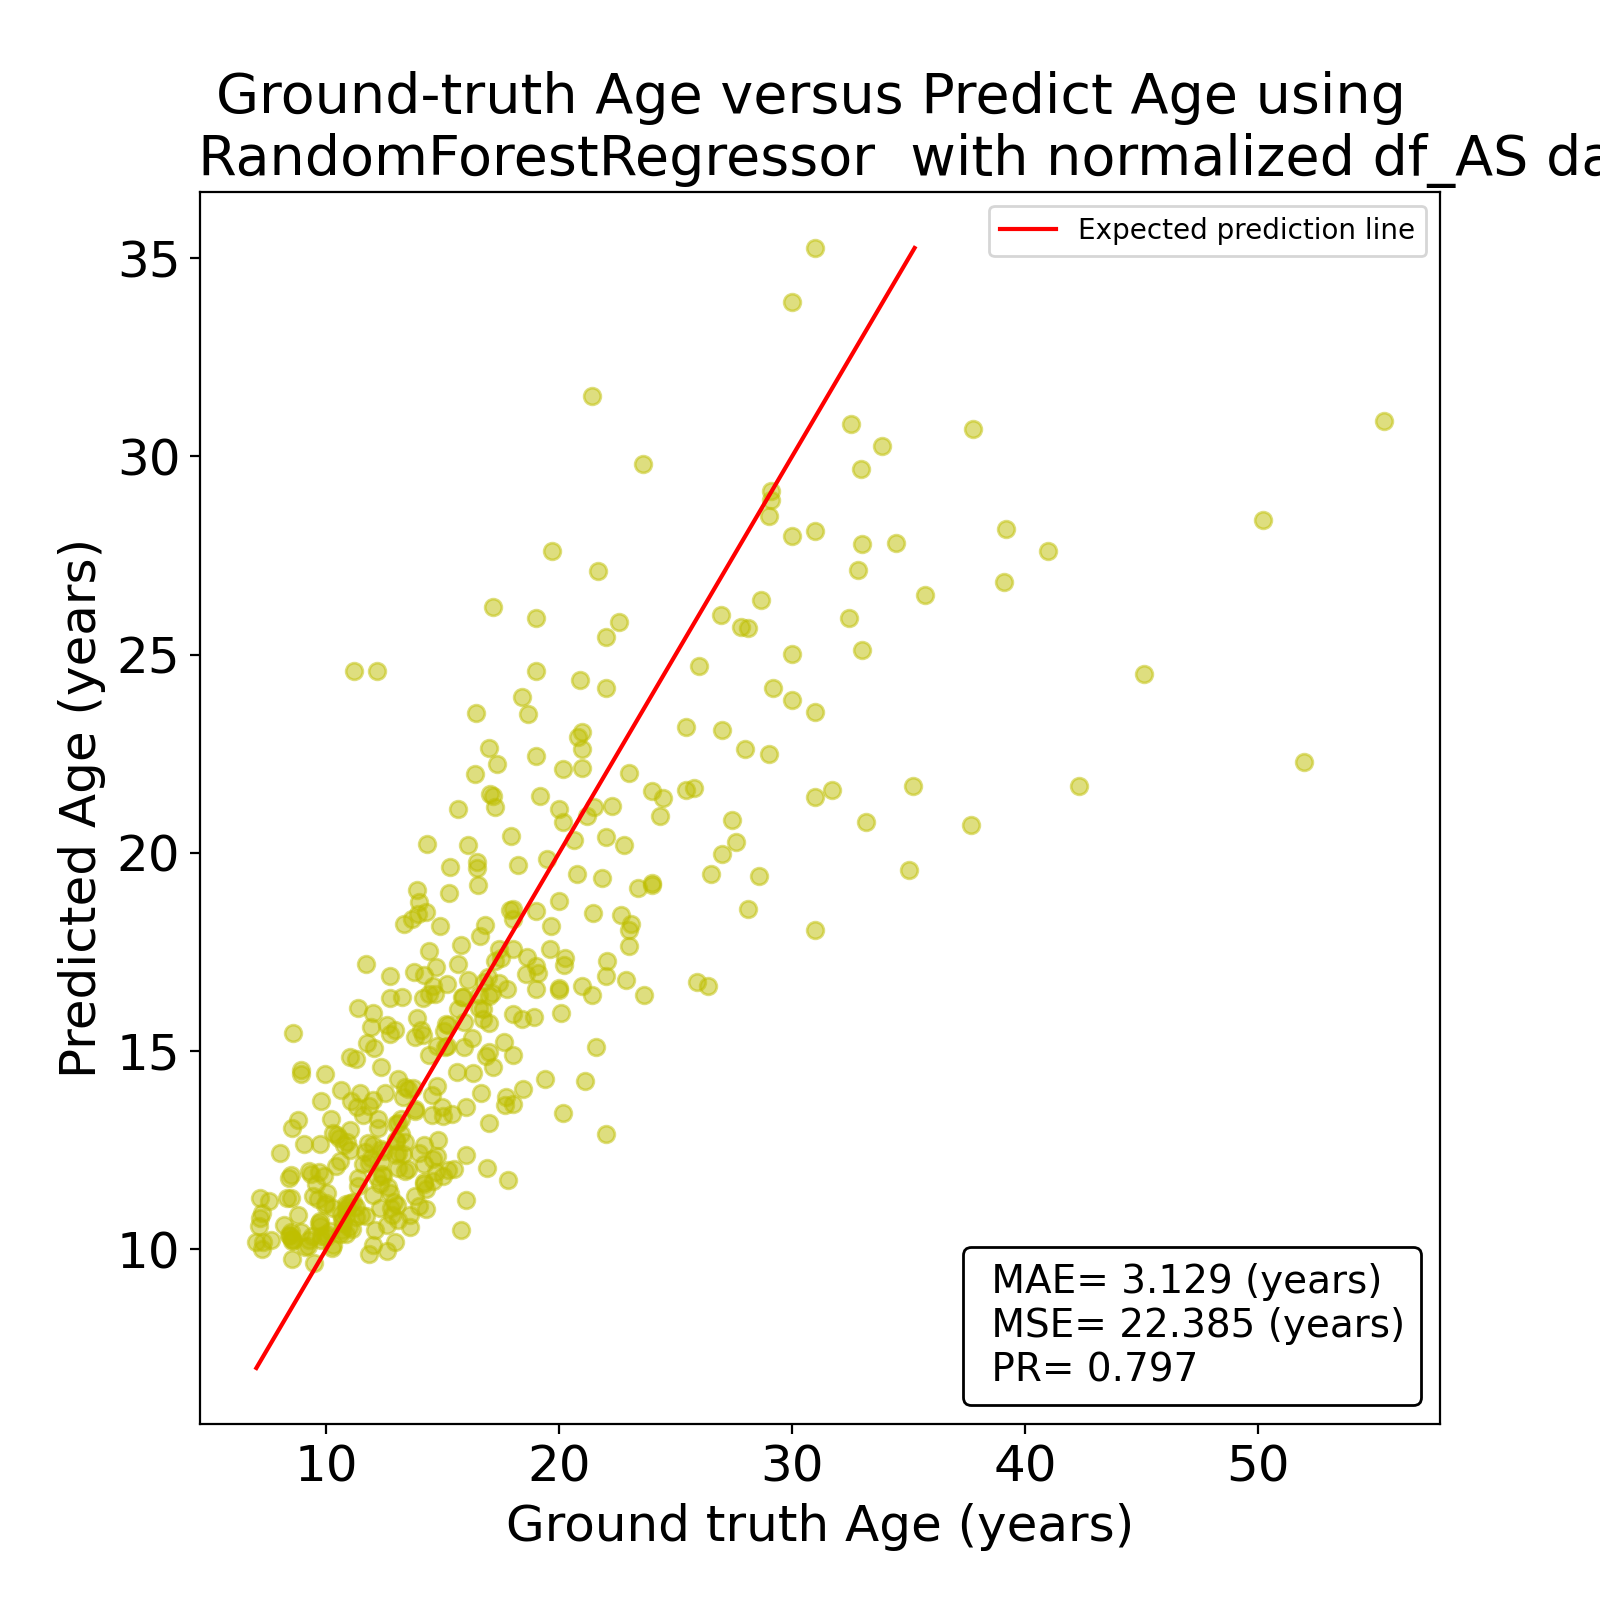 Ground-truth Age versus Predict Age using
RandomForestRegressor with normalized df_AS
Expected prediction line
35
30
25
20
15
10
Predicted Age (years)
MAE= 3.129 (years)
MSE= 22.385 (years)
PR= 0.797
10 20 30 40 50
Ground truth Age (years)